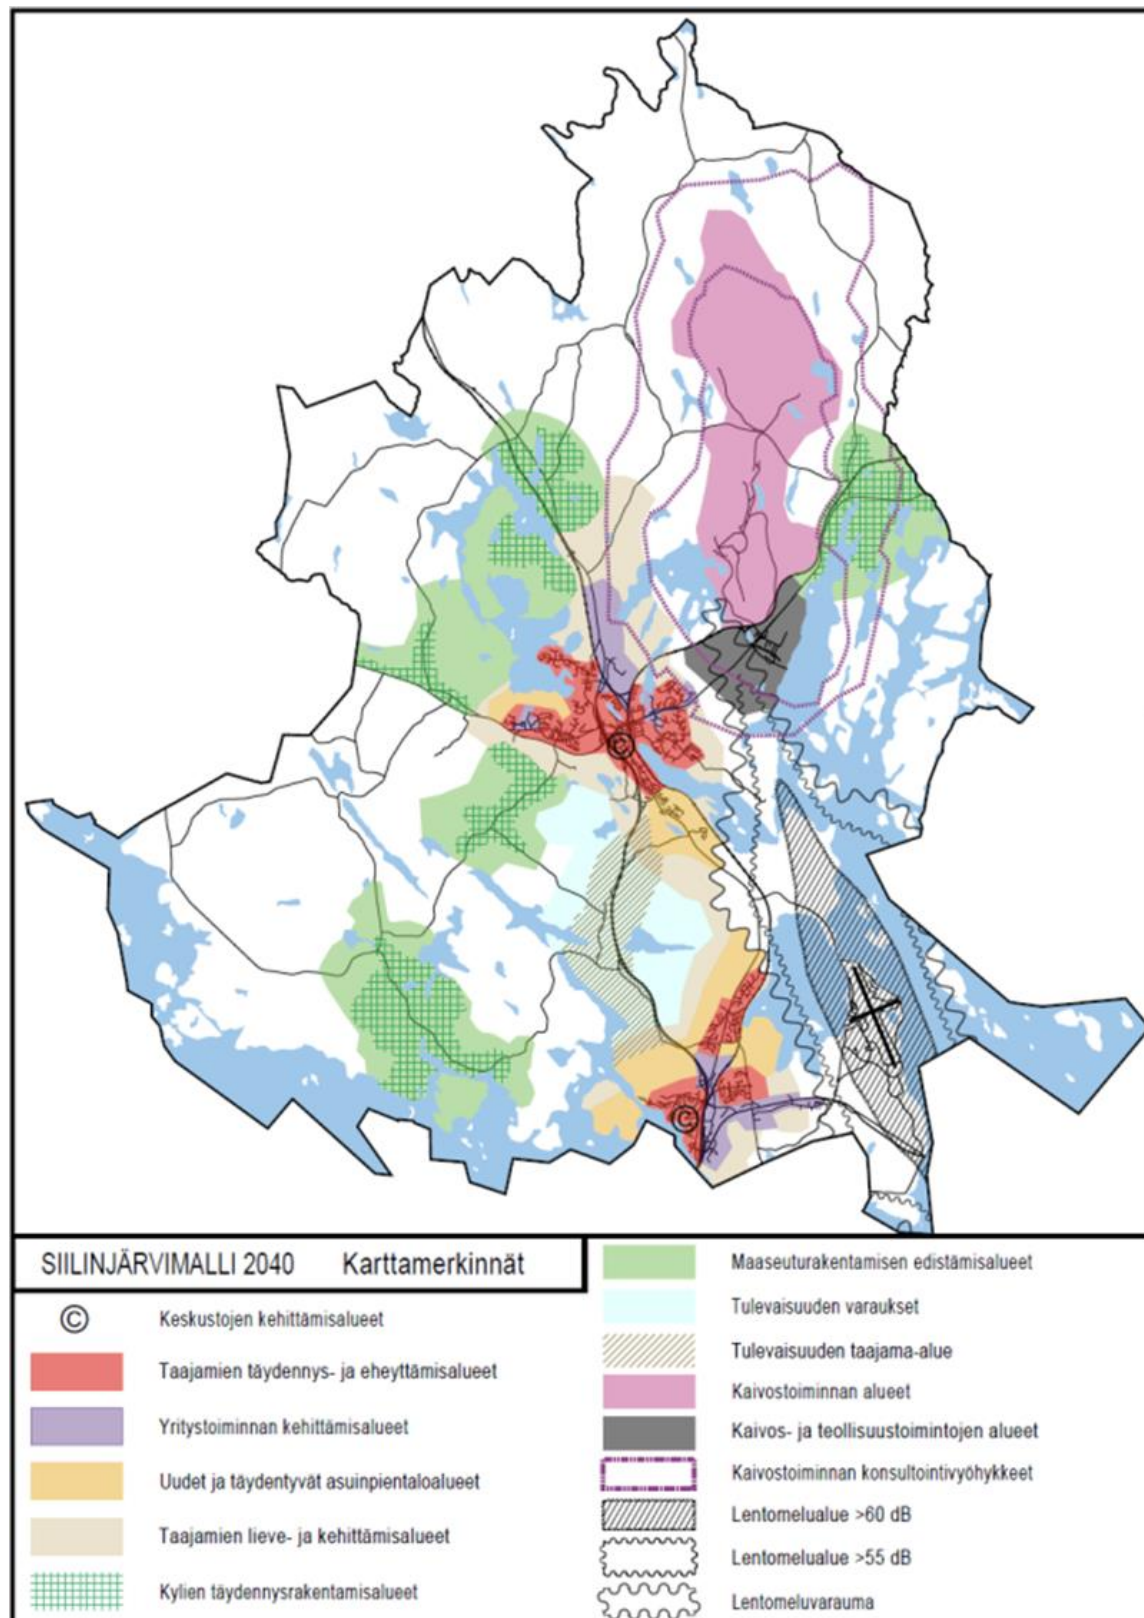 SIILINJÄRVIMALLI 2040 Karttamerkinnät
© Keskustojen kehittämisalueet
Taajamien täydennys- ja eheyttämisalueet
Yritystoiminnan kehittämisalueet
Uudet ja täydentyvät asuinpientaloalueet
Taajamien lieve- ja kehittämisalueet
Kylien täydennysrakentamisalueet
Maaseuturakentamisen edistämisalueet
Tulevaisuuden varaukset
Tulevaisuuden taajama-alue
Kaivostoiminnan alueet
Kaivos- ja teollisuustoimintojen alueet
Kaivostoiminnan konsultointivyöhykkeet
Lentomelualue >60 dB
Lentomelualue >55 dB
Lentomeluvarauma